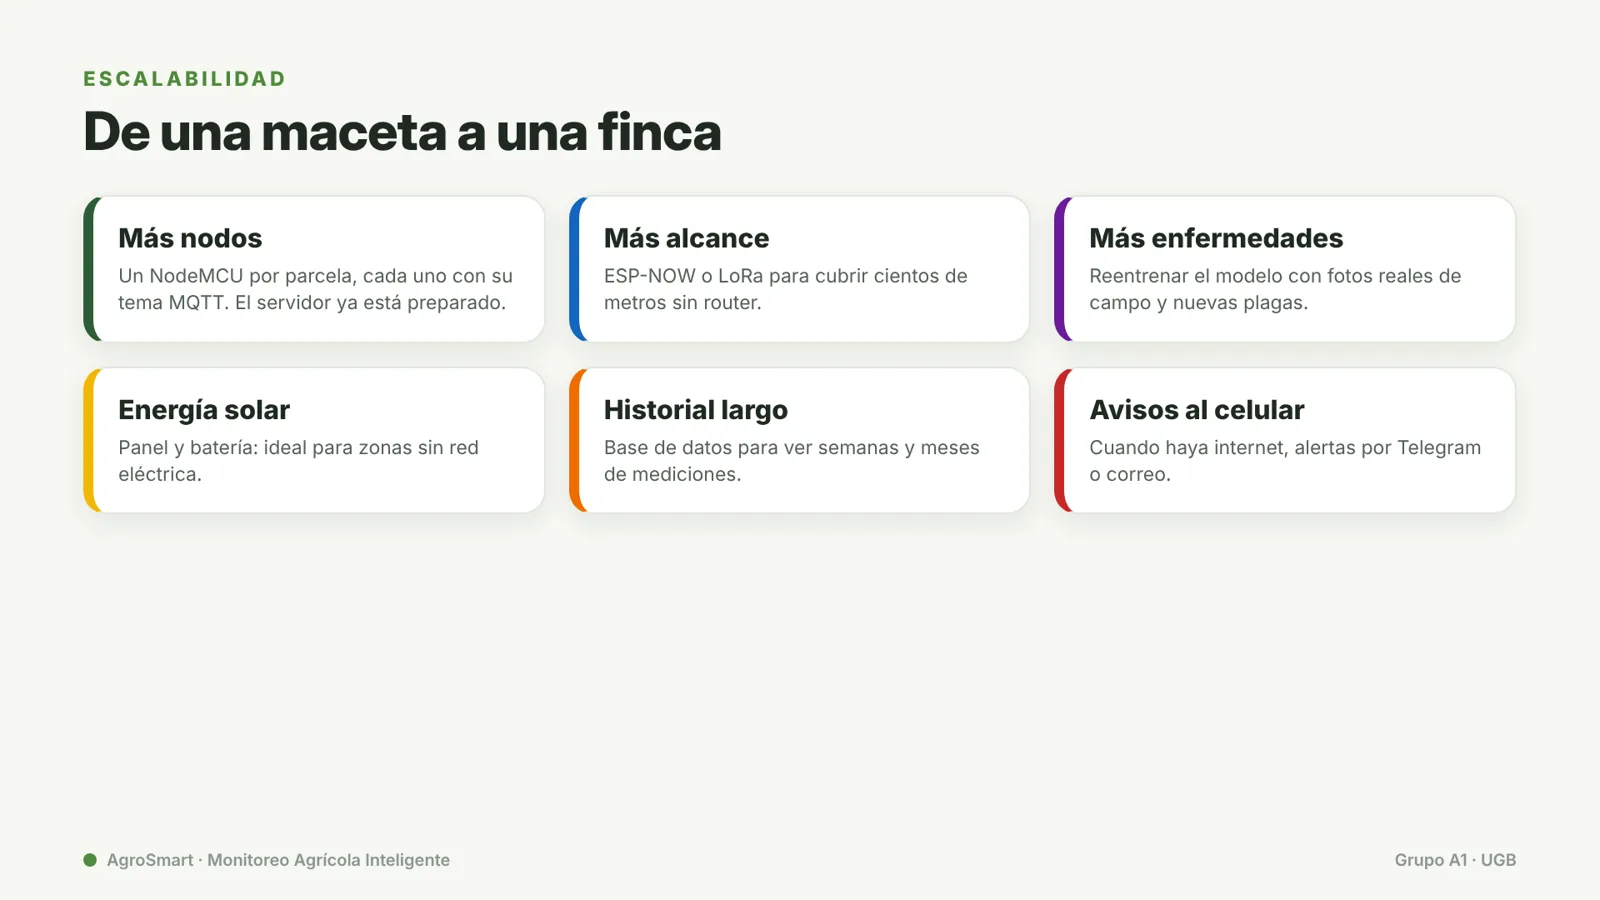 ESCALABILIDAD
De una maceta a una finca
Más nodos
Un NodeMCU por parcela, cada uno con su
tema MQTT. El servidor ya está preparado.
Más alcance
ESP-NOW o LoRa para cubrir cientos de
metros sin router.
Más enfermedades
Reentrenar el modelo con fotos reales de
campo y nuevas plagas.
Energía solar
Panel y batería: ideal para zonas sin red
eléctrica.
Historial largo
Base de datos para ver semanas y meses
de mediciones.
Avisos al celular
Cuando haya internet, alertas por Telegram
o correo.
AgroSmart · Monitoreo Agrícola Inteligente
Grupo A1 · UGB